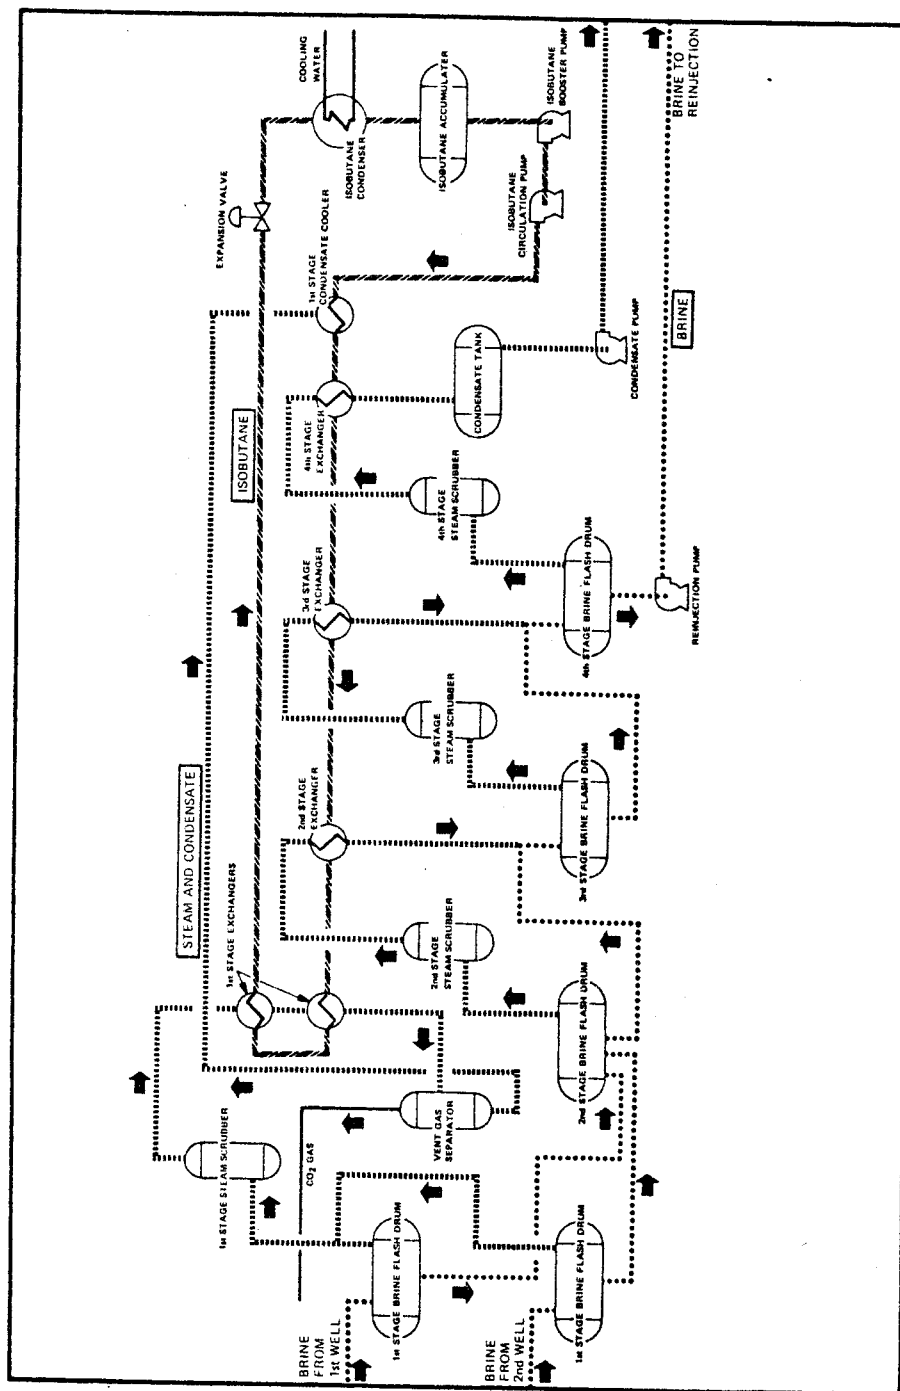 BRINE
FROM
1st WELL
BRINE
FROM
2nd WELL
1st STAGE STEAM SCRUBBER
CO2 GAS
1st STAGE BRINE FLASH DRUM
1st STAGE BRINE FLASH DRUM
VENT GAS
SEPARATOR
STEAM AND CONDENSATE
1st STAGE EXCHANGERS
2nd STAGE
STEAM SCRUBBER
2nd STAGE BRINE FLASH DRUM
2nd STAGE
EXCHANGER
3rd STAGE
STEAM SCRUBBER
3rd STAGE BRINE FLASH DRUM
3rd STAGE
EXCHANGER
ISOBUTANE
4th STAGE
EXCHANGER
4th STAGE
STEAM SCRUBBER
4th STAGE BRINE FLASH DRUM
REINJECTION PUMP
CONDENSATE TANK
CONDENSATE PUMP
BRINE
1st STAGE
CONDENSATE COOLER
EXPANSION VALVE
ISOBUTANE
CONDENSER
COOLING
WATER
ISOBUTANE ACCUMULATER
ISOBUTANE
CIRCULATION PUMP
ISOBUTANE
BOOSTER PUMP
BRINE TO
REINJECTION